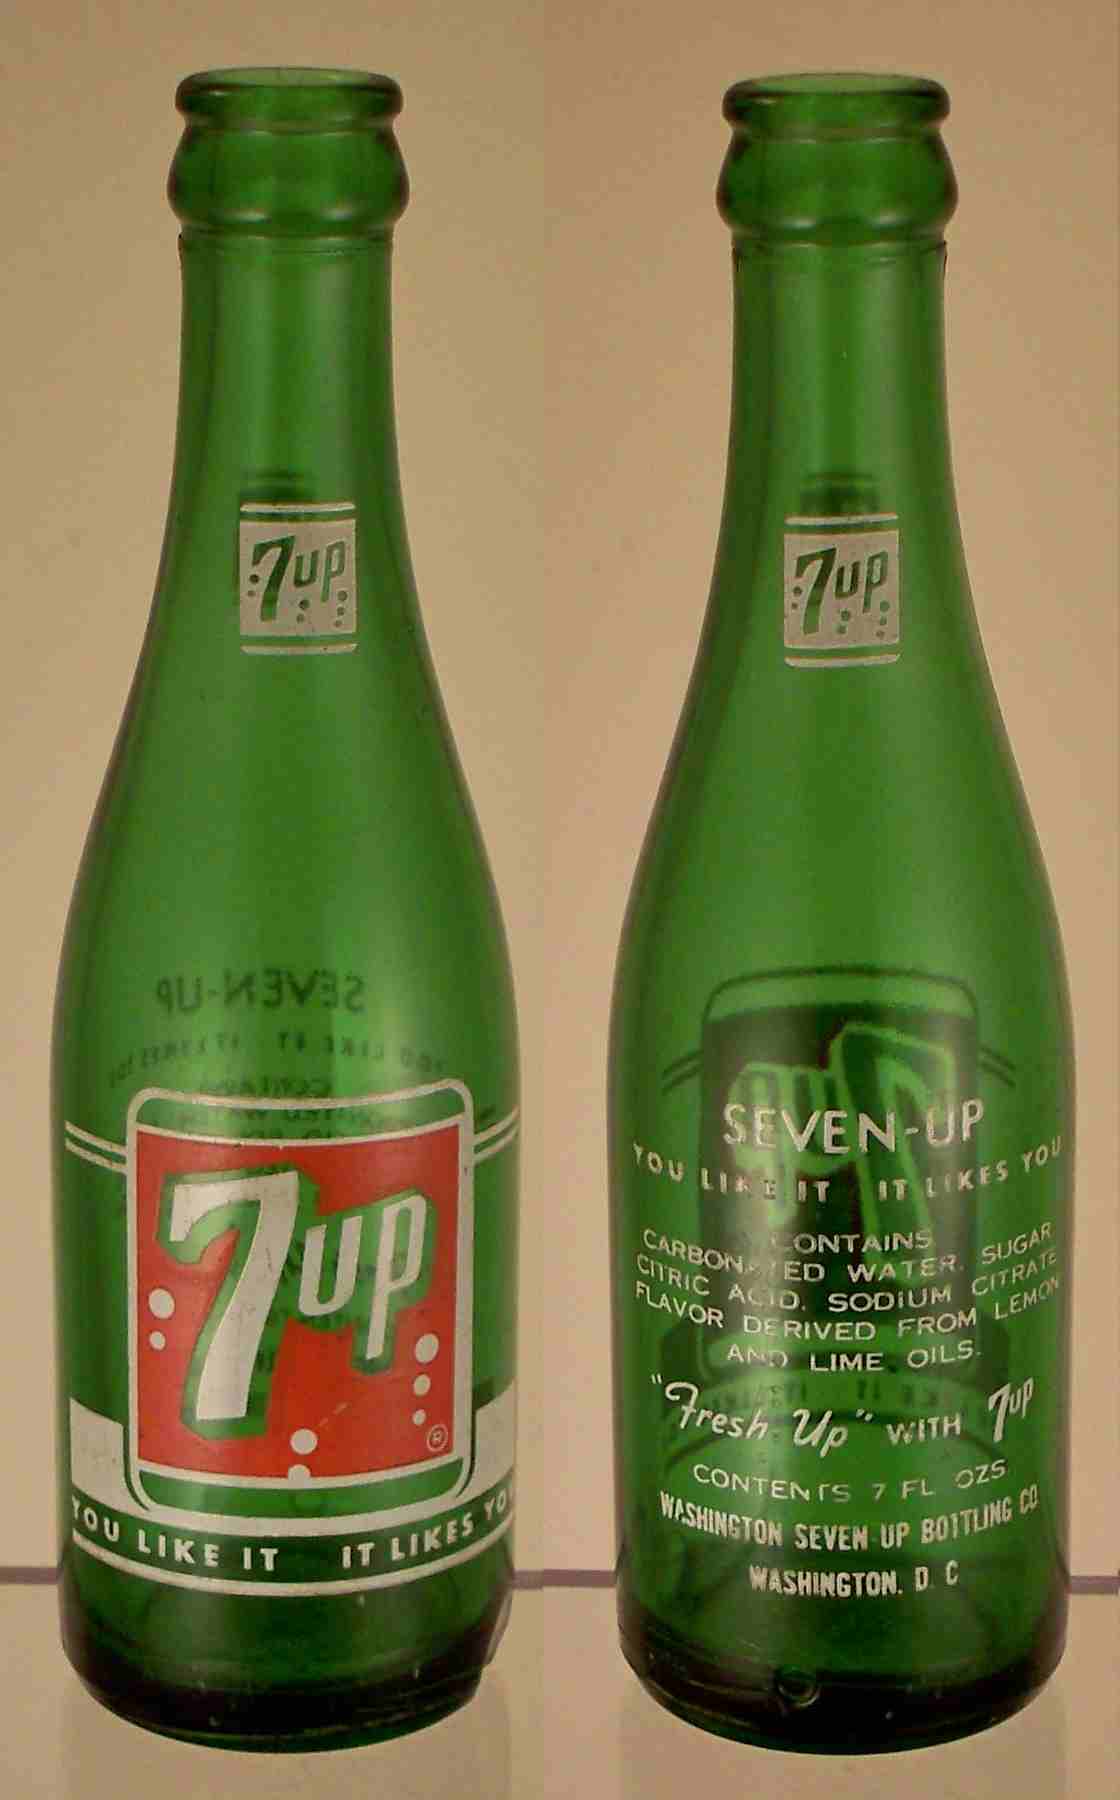 7up
7up
®
YOU LIKE IT IT LIKES YOU
7up
SEVEN-UP
YOU LIKE IT IT LIKES YOU
CONTAINS
CARBONATED WATER, SUGAR
CITRIC ACID, SODIUM CITRATE
FLAVOR DERIVED FROM LEMON
AND LIME OILS.
"Fresh Up" WITH 7up
CONTENTS 7 FL OZS
WASHINGTON SEVEN-UP BOTTLING CO.
WASHINGTON, D. C